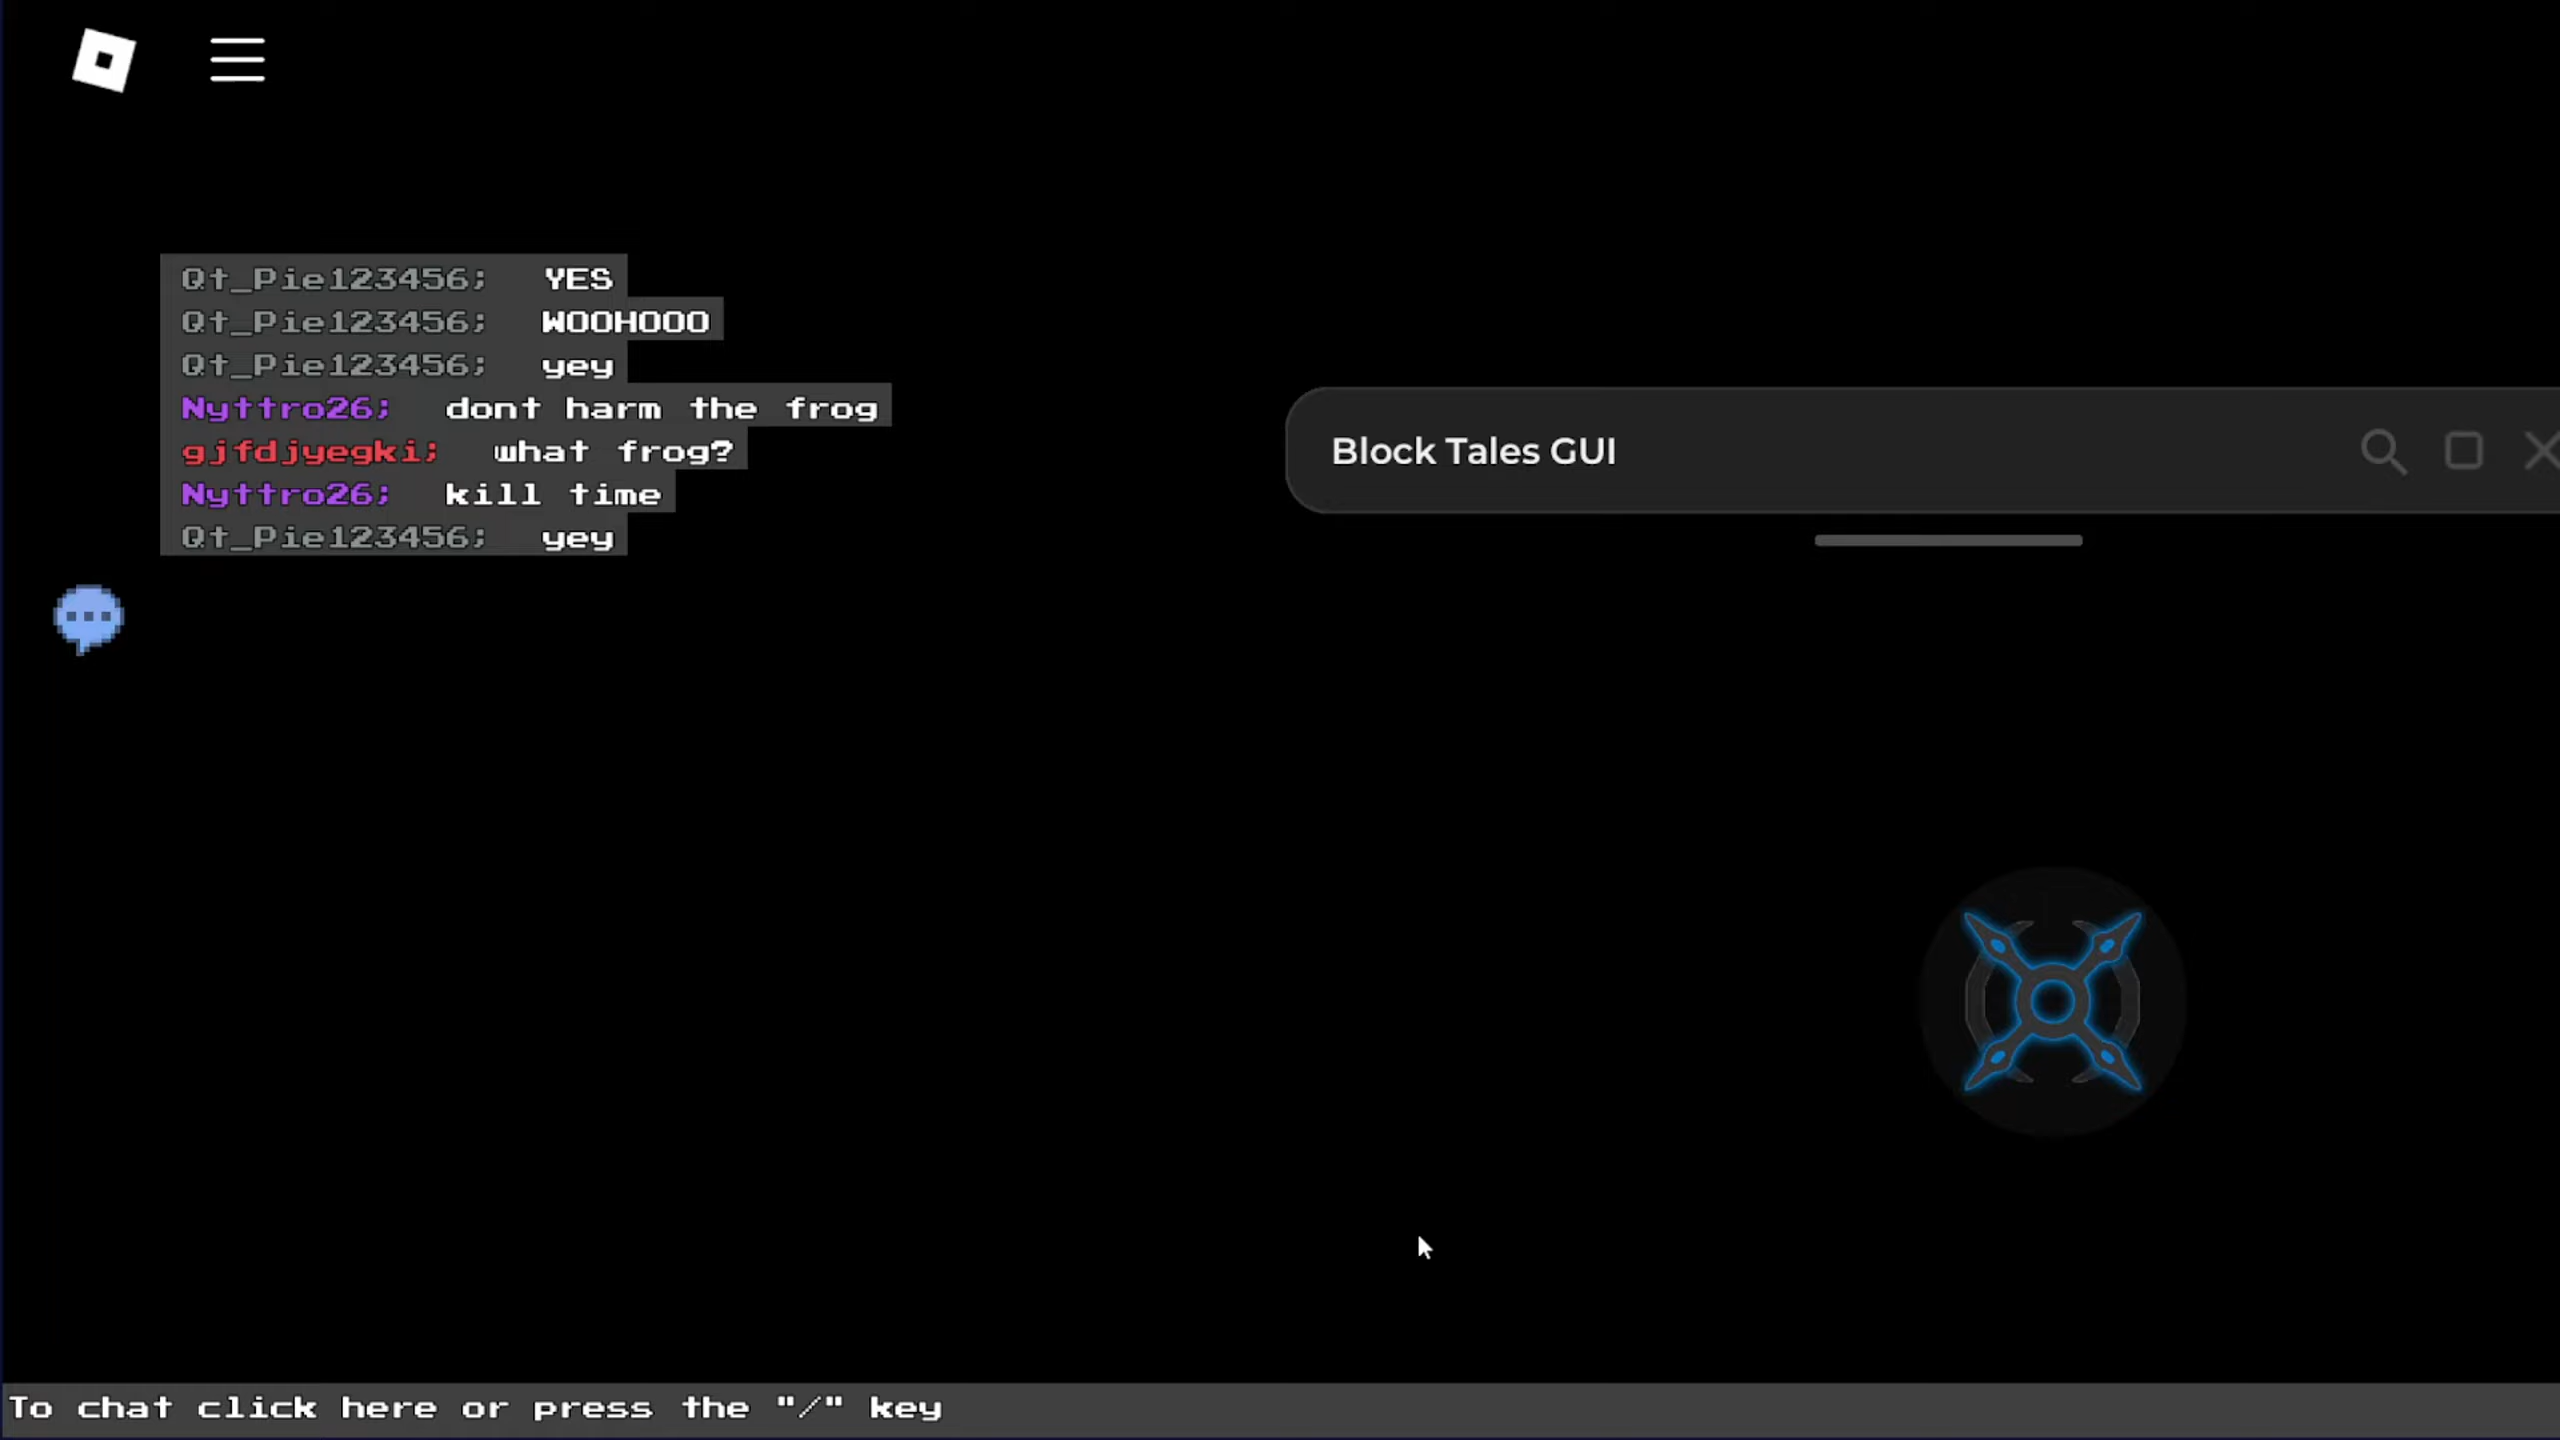 Qt_Pie123456; YES
Qt_Pie123456; WOOHOOO
Qt_Pie123456; yey
Nyttro26; dont harm the frog
gjfdjyegki; what frog?
Nyttro26; kill time
Qt_Pie123456; yey
Block Tales GUI
To chat click here or press the "/" key